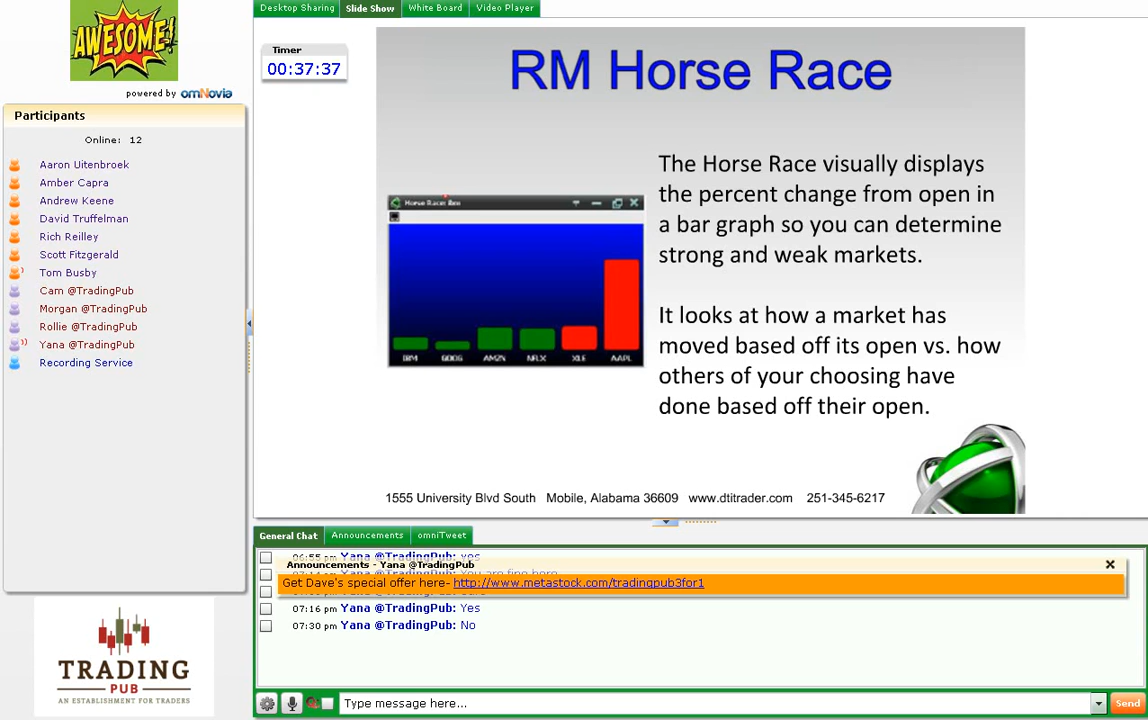 AWESOME!
powered by omNovia
Participants
Online: 12
Aaron Uitenbroek
Amber Capra
Andrew Keene
David Truffelman
Rich Reilley
Scott Fitzgerald
Tom Busby
Cam @TradingPub
Morgan @TradingPub
Rollie @TradingPub
Yana @TradingPub
Recording Service
TRADING
PUB
AN ESTABLISHMENT FOR TRADERS
Desktop Sharing Slide Show White Board Video Player
Timer
00:37:37
RM Horse Race
The Horse Race visually displays
the percent change from open in
a bar graph so you can determine
strong and weak markets.
It looks at how a market has
moved based off its open vs. how
others of your choosing have
done based off their open.
Horse Race:
IBM GOOG AMZN NFLX XLE AAPL
1555 University Blvd South Mobile, Alabama 36609 www.dtitrader.com 251-345-6217
General Chat Announcements omniTweet
06:55 pm Yana @TradingPub: yes
Announcements - Yana @TradingPub
You are fine here
Get Dave's special offer here- http://www.metastock.com/tradingpub3for1
07:16 pm Yana @TradingPub: Yes
07:30 pm Yana @TradingPub: No
Type message here...
Send